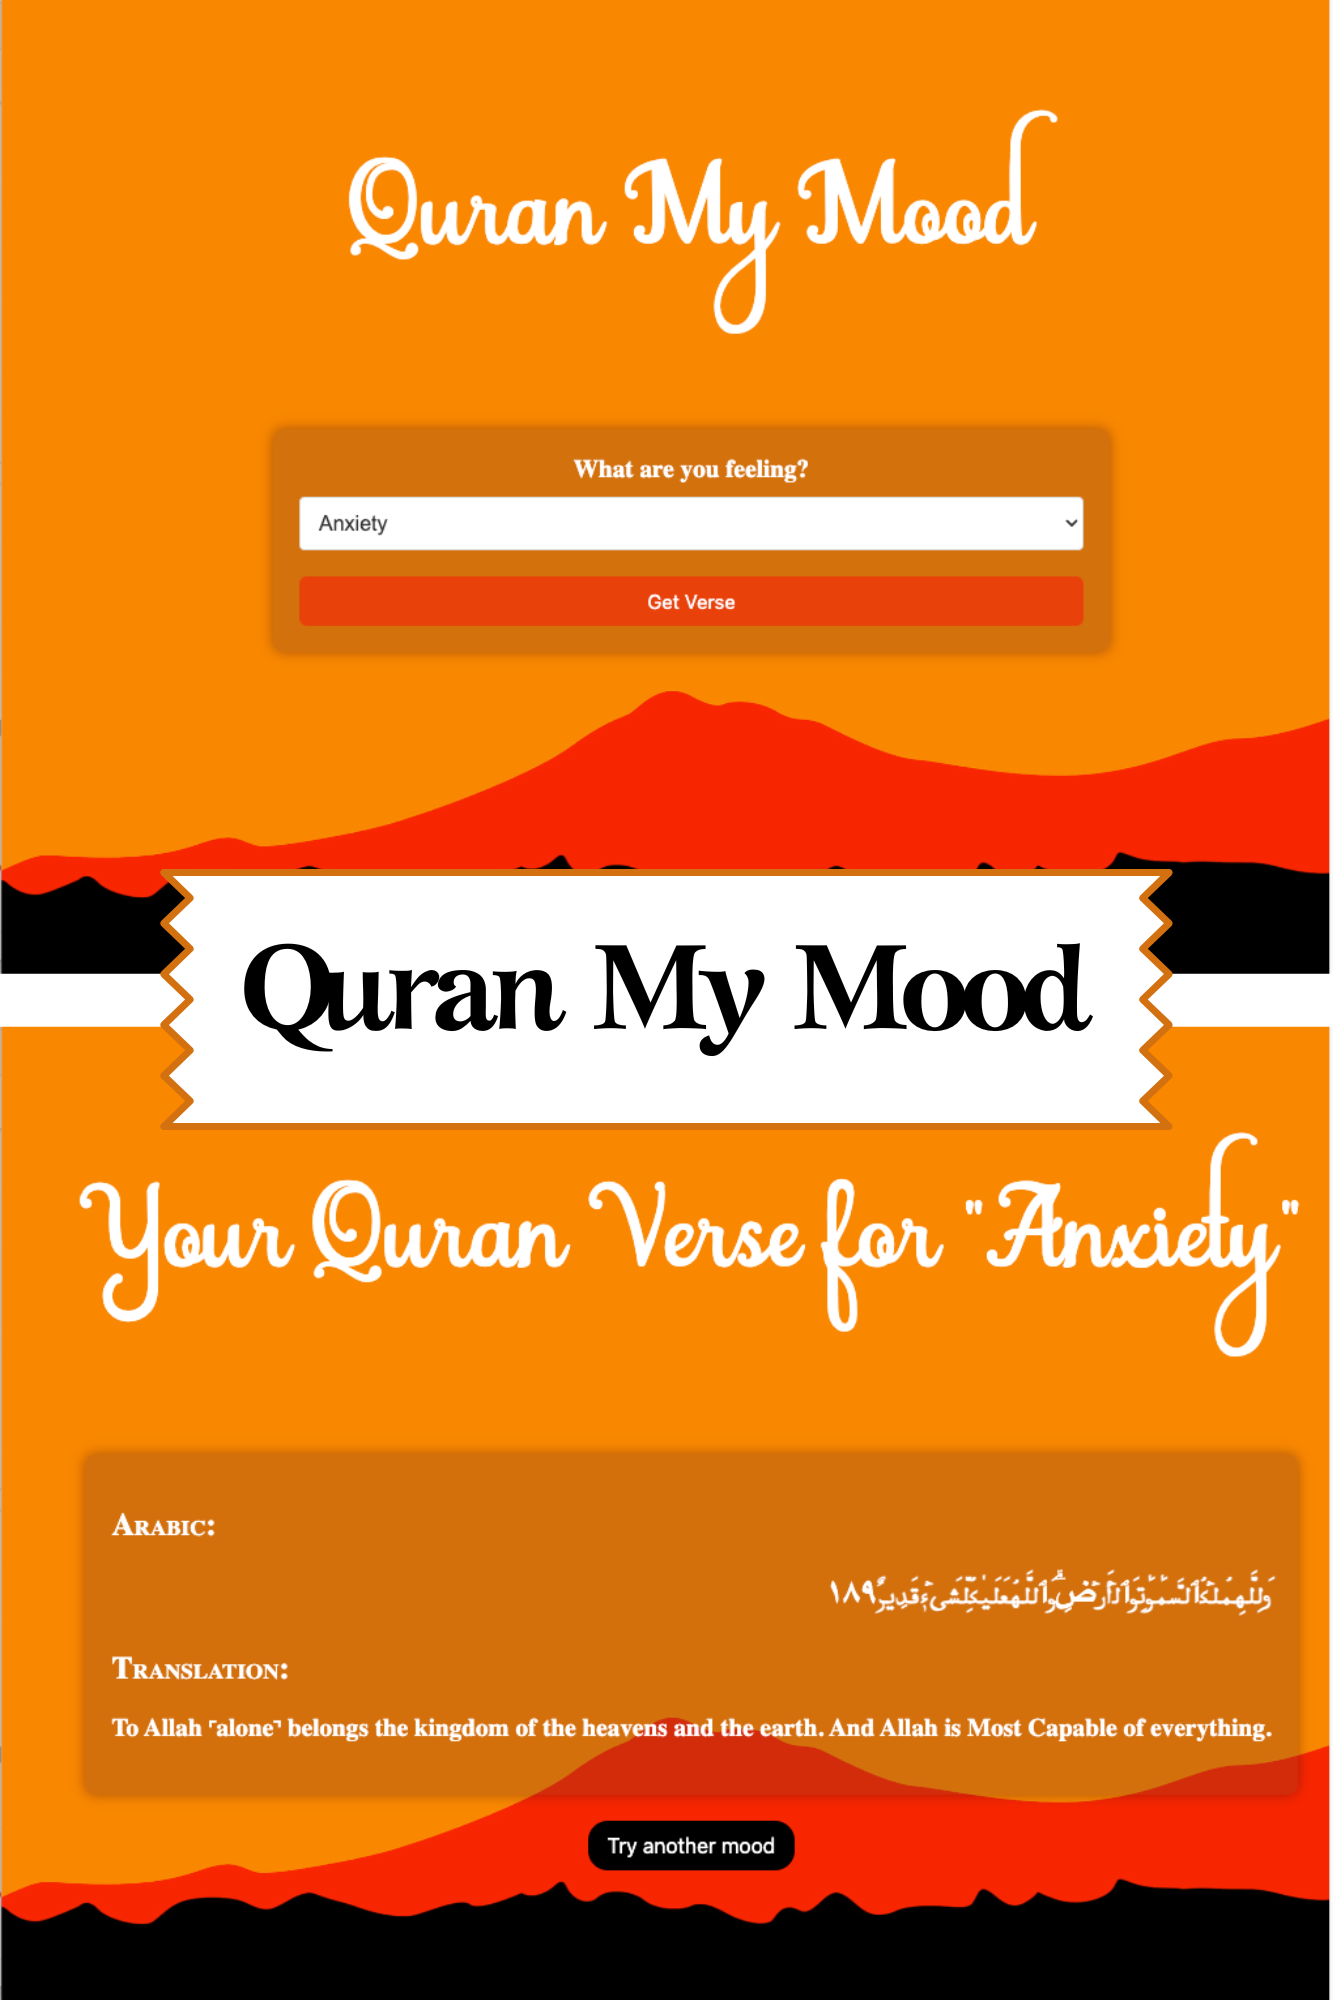 Quran My Mood
What are you feeling?
Anxiety
Get Verse
Quran My Mood
Your Quran Verse for "Anxiety"
Arabic:
وَلِلَّهِمُلْكُٱلسَّمَـٰوَٰتِوَٱلْأَرْضِۗوَٱللَّهُعَلَىٰكُلِّشَىْءٍۢقَدِيرٌ١٨٩
Translation:
To Allah ˹alone˺ belongs the kingdom of the heavens and the earth. And Allah is Most Capable of everything.
Try another mood